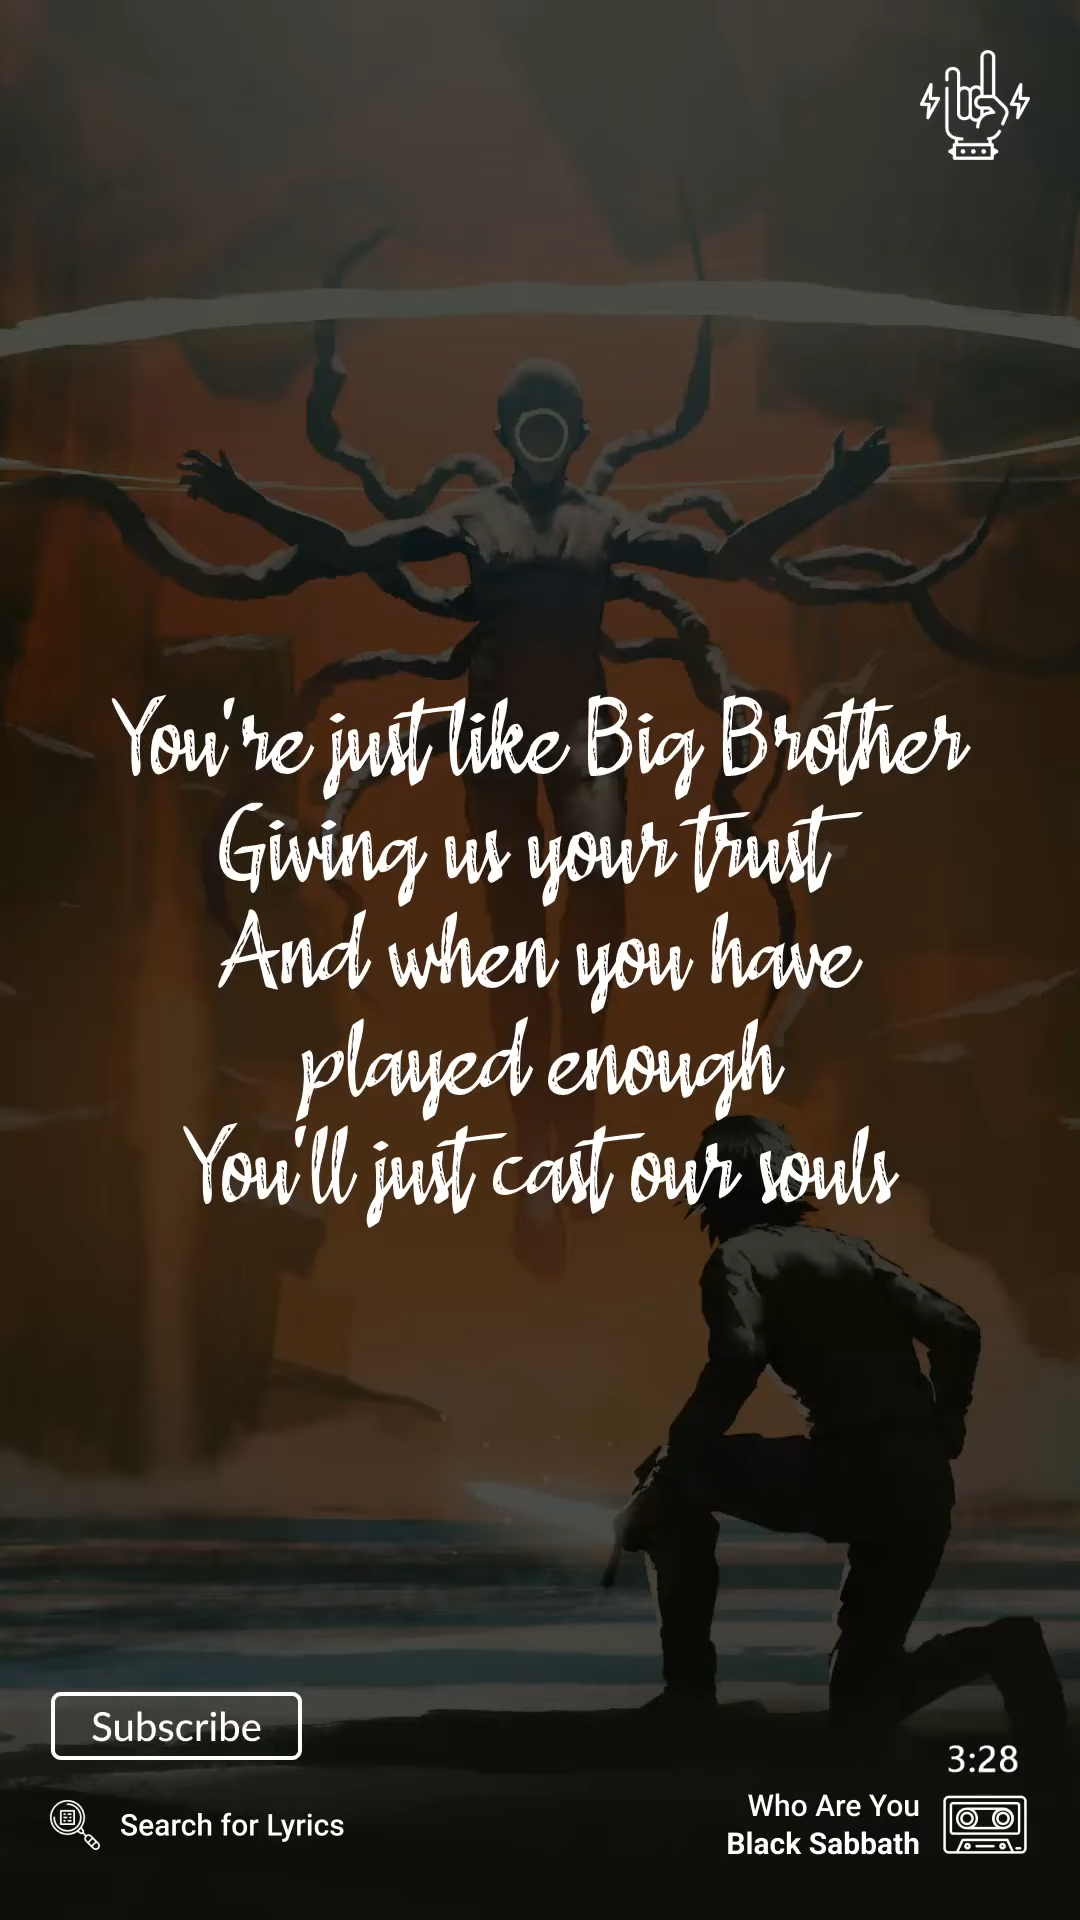 You're just like Big Brother
Giving us your trust
And when you have
played enough
You'll just cast our souls
Subscribe
Search for Lyrics
3:28
Who Are You
Black Sabbath